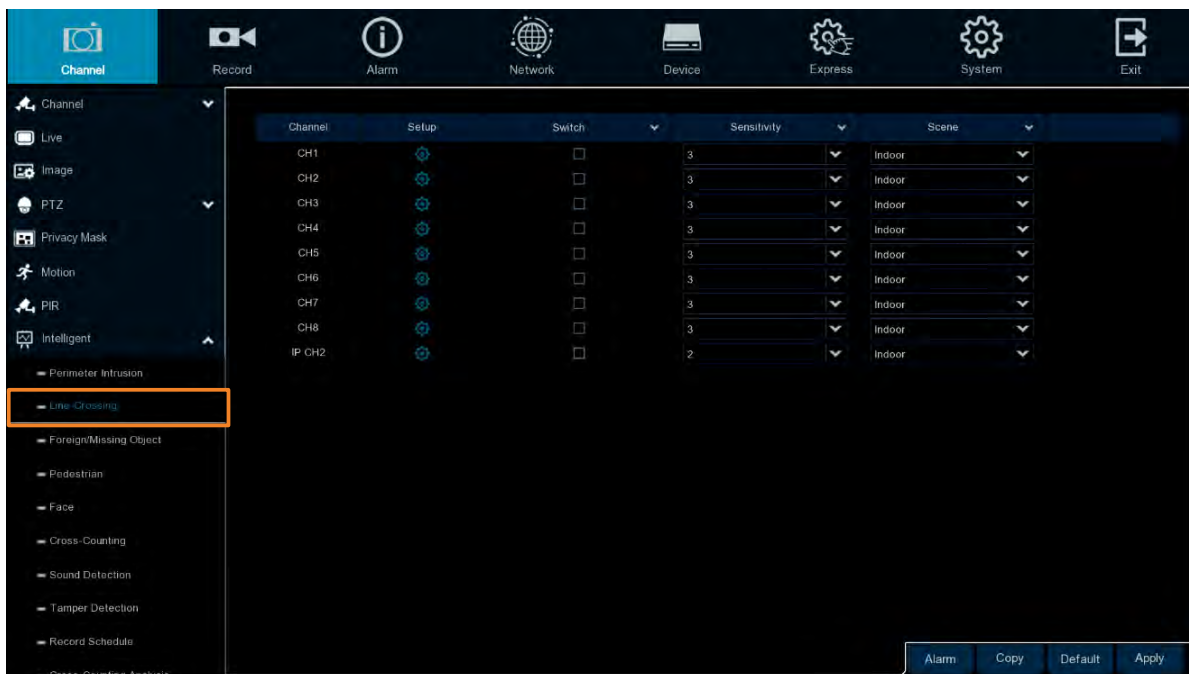 Channel Record Alarm Network Device Express System Exit
Channel
Live
Image
PTZ
Privacy Mask
Motion
PIR
Intelligent
Perimeter Intrusion
Line-Crossing
Foreign/Missing Object
Pedestrian
Face
Cross-Counting
Sound Detection
Tamper Detection
Record Schedule
Cross-Counting Analysis
Channel Setup Switch Sensitivity Scene
CH1 3 Indoor
CH2 3 Indoor
CH3 3 Indoor
CH4 3 Indoor
CH5 3 Indoor
CH6 3 Indoor
CH7 3 Indoor
CH8 3 Indoor
IP CH2 2 Indoor
Alarm Copy Default Apply